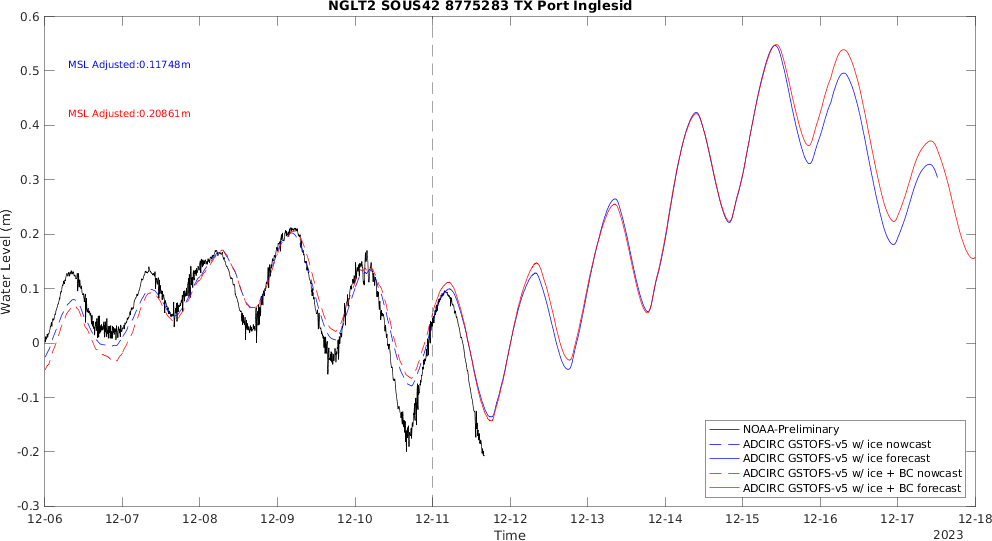 NGLT2 SOUS42 8775283 TX Port Inglesid
0.6
0.5
0.4
0.3
0.2
0.1
0
-0.1
-0.2
-0.3
Water Level (m)
MSL Adjusted:0.11748m
MSL Adjusted:0.20861m
NOAA-Preliminary
ADCIRC GSTOFS-v5 w/ ice nowcast
ADCIRC GSTOFS-v5 w/ ice forecast
ADCIRC GSTOFS-v5 w/ ice + BC nowcast
ADCIRC GSTOFS-v5 w/ ice + BC forecast
12-06 12-07 12-08 12-09 12-10 12-11 12-12 12-13 12-14 12-15 12-16 12-17 12-18
Time
2023